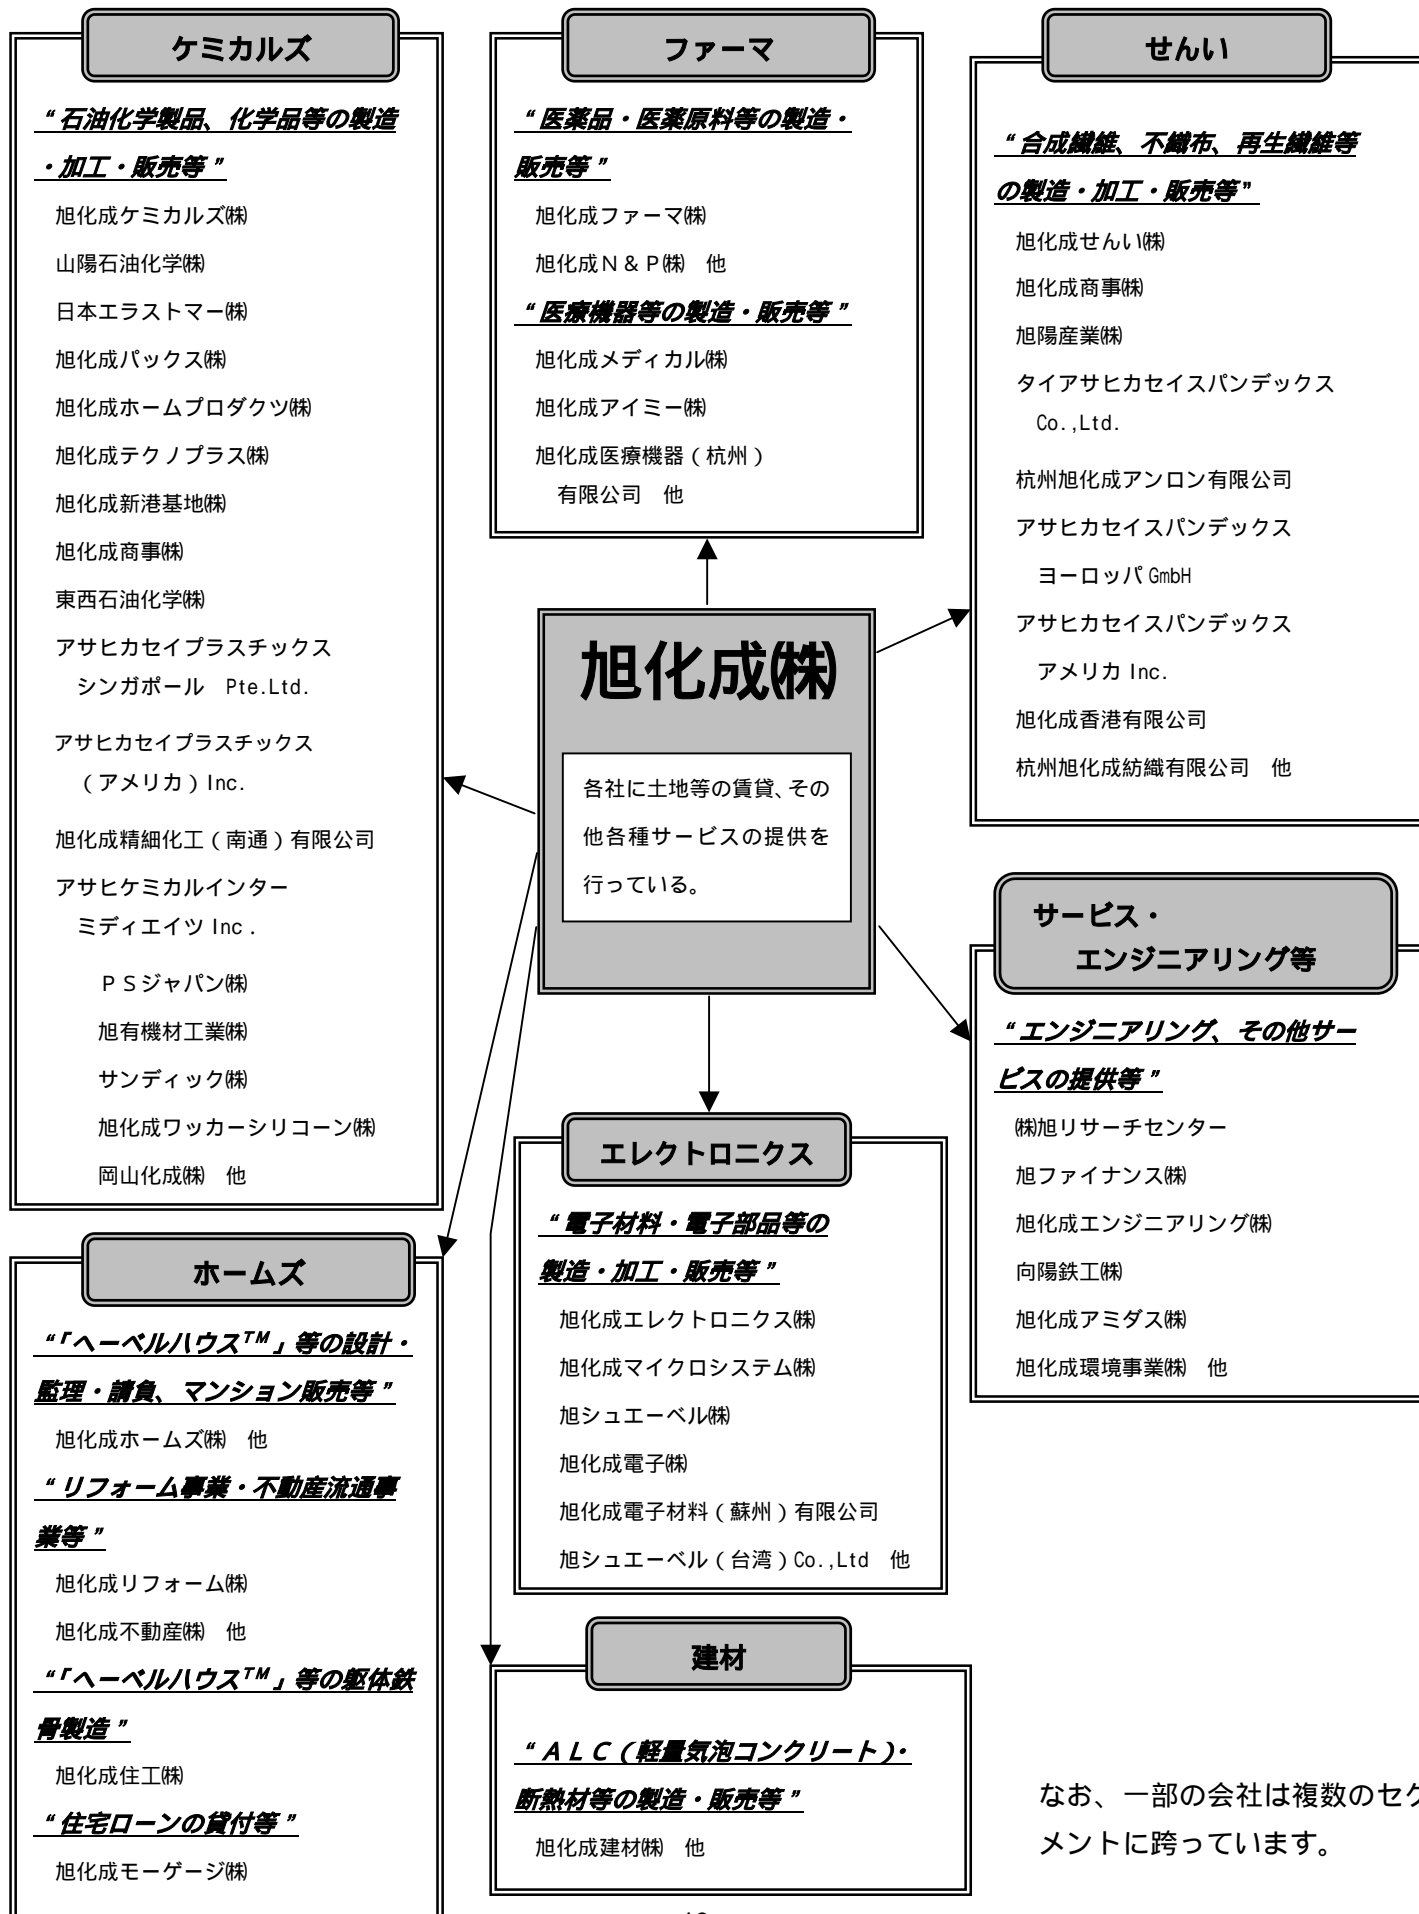 ケミカルズ
“石油化学製品、化学品等の製造
・加工・販売等”
旭化成ケミカルズ㈱
山陽石油化学㈱
日本エラストマー㈱
旭化成パックス㈱
旭化成ホームプロダクツ㈱
旭化成テクノプラス㈱
旭化成新港基地㈱
旭化成商事㈱
東西石油化学㈱
アサヒカセイプラスチックス
シンガポール　Pte.Ltd.
アサヒカセイプラスチックス
（アメリカ）Inc.
旭化成精細化工（南通）有限公司
アサヒケミカルインター
ミディエイツ Inc．
ＰＳジャパン㈱
旭有機材工業㈱
サンディック㈱
旭化成ワッカーシリコーン㈱
岡山化成㈱　他
ホームズ
“「ヘーベルハウスTM」等の設計・
監理・請負、マンション販売等”
旭化成ホームズ㈱　他
“リフォーム事業・不動産流通事
業等”
旭化成リフォーム㈱
旭化成不動産㈱　他
“「ヘーベルハウスTM」等の躯体鉄
骨製造”
旭化成住工㈱
“住宅ローンの貸付等”
旭化成モーゲージ㈱
ファーマ
“医薬品・医薬原料等の製造・
販売等”
旭化成ファーマ㈱
旭化成Ｎ＆Ｐ㈱　他
“医療機器等の製造・販売等”
旭化成メディカル㈱
旭化成アイミー㈱
旭化成医療機器（杭州）
有限公司　他
旭化成㈱
各社に土地等の賃貸、その
他各種サービスの提供を
行っている。
エレクトロニクス
“電子材料・電子部品等の
製造・加工・販売等”
旭化成エレクトロニクス㈱
旭化成マイクロシステム㈱
旭シュエーベル㈱
旭化成電子㈱
旭化成電子材料（蘇州）有限公司
旭シュエーベル（台湾）Co.,Ltd　他
建材
“ＡＬＣ（軽量気泡コンクリート）・
断熱材等の製造・販売等”
旭化成建材㈱　他
せんい
“合成繊維、不織布、再生繊維等
の製造・加工・販売等”
旭化成せんい㈱
旭化成商事㈱
旭陽産業㈱
タイアサヒカセイスパンデックス
Co.,Ltd.
杭州旭化成アンロン有限公司
アサヒカセイスパンデックス
ヨーロッパ GmbH
アサヒカセイスパンデックス
アメリカ Inc.
旭化成香港有限公司
杭州旭化成紡織有限公司　他
サービス・
エンジニアリング等
“エンジニアリング、その他サー
ビスの提供等”
㈱旭リサーチセンター
旭ファイナンス㈱
旭化成エンジニアリング㈱
向陽鉄工㈱
旭化成アミダス㈱
旭化成環境事業㈱　他
なお、一部の会社は複数のセグ
メントに跨っています。